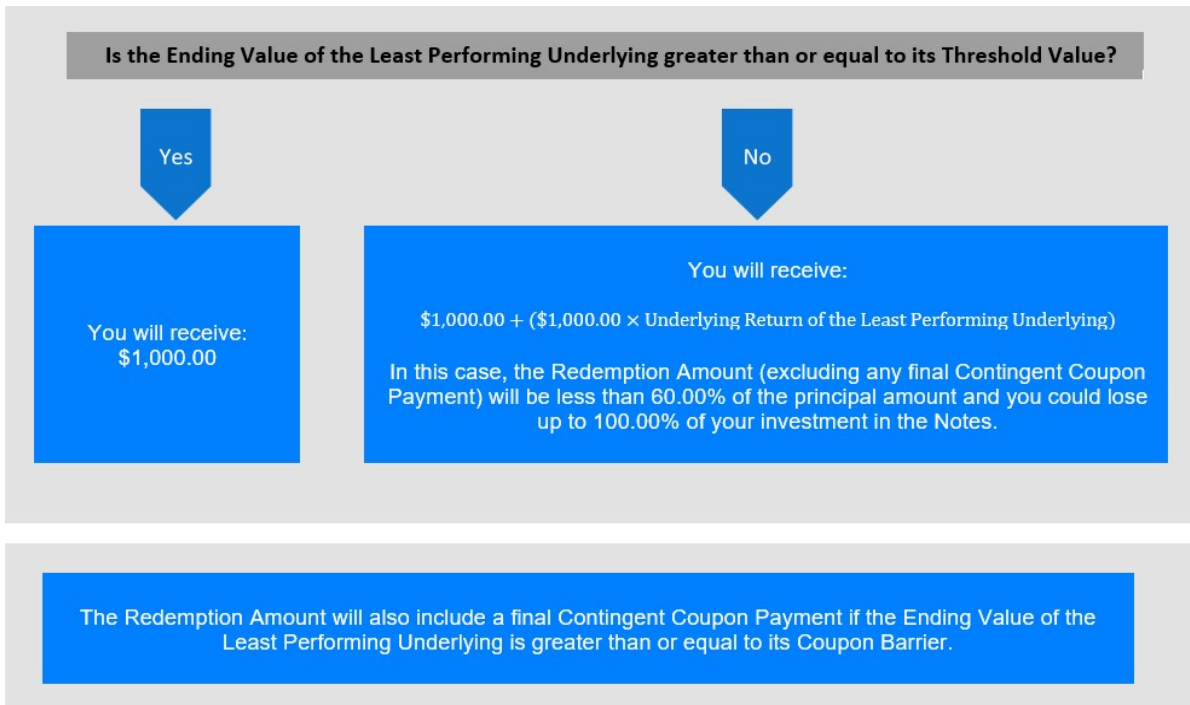 Is the Ending Value of the Least Performing Underlying greater than or equal to its Threshold Value?
Yes
No
You will receive:
$1,000.00
You will receive:
$1,000.00 + ($1,000.00 × Underlying Return of the Least Performing Underlying)
In this case, the Redemption Amount (excluding any final Contingent Coupon
Payment) will be less than 60.00% of the principal amount and you could lose
up to 100.00% of your investment in the Notes.
The Redemption Amount will also include a final Contingent Coupon Payment if the Ending Value of the
Least Performing Underlying is greater than or equal to its Coupon Barrier.